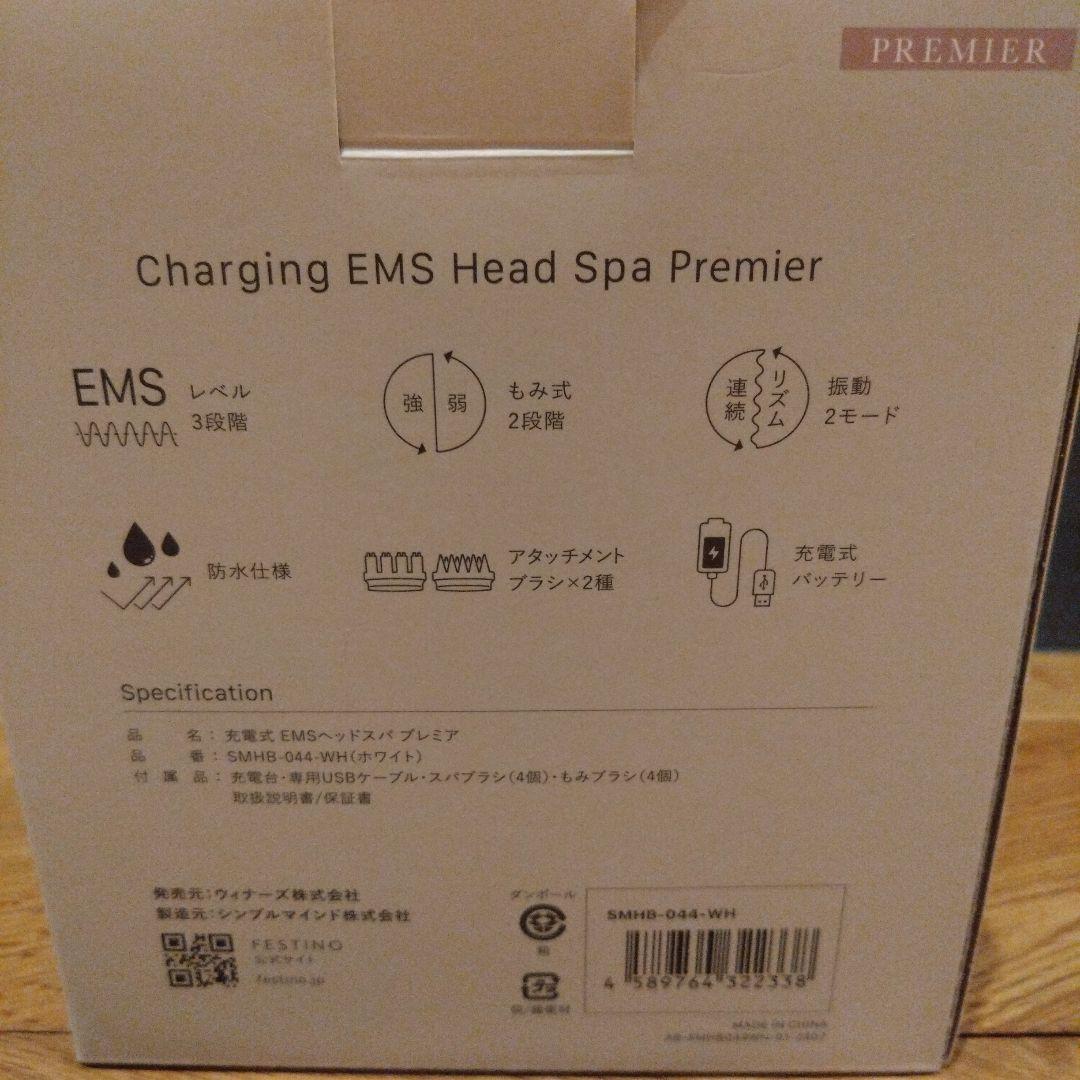 PREMIER
Charging EMS Head Spa Premier
EMS
レベル
3段階
強
弱
もみ式
2段階
連続
リズム
振動
2モード
防水仕様
アタッチメント
ブラシ×2種
充電式
バッテリー
Specification
品 名 : 充電式 EMSヘッドスパ プレミア
品 番 : SMHB-044-WH(ホワイト)
付 属 品 : 充電台・専用USBケーブル・スパブラシ(4個)・もみブラシ(4個)
取扱説明書/保証書
発売元:ウィナーズ株式会社
製造元:シンプルマインド株式会社
FESTINO
公式サイト
festino.jp
ダンボール
箱
SMHB-044-WH
4 589764 322338
MADE IN CHINA